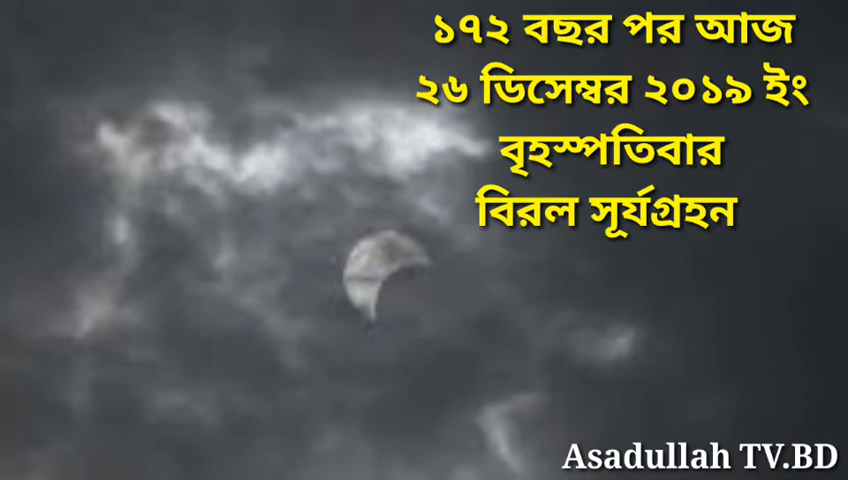 ১৭২ বছর পর আজ
২৬ ডিসেম্বর ২০১৯ ইং
বৃহস্পতিবার
বিরল সূর্যগ্রহন
Asadullah TV.BD